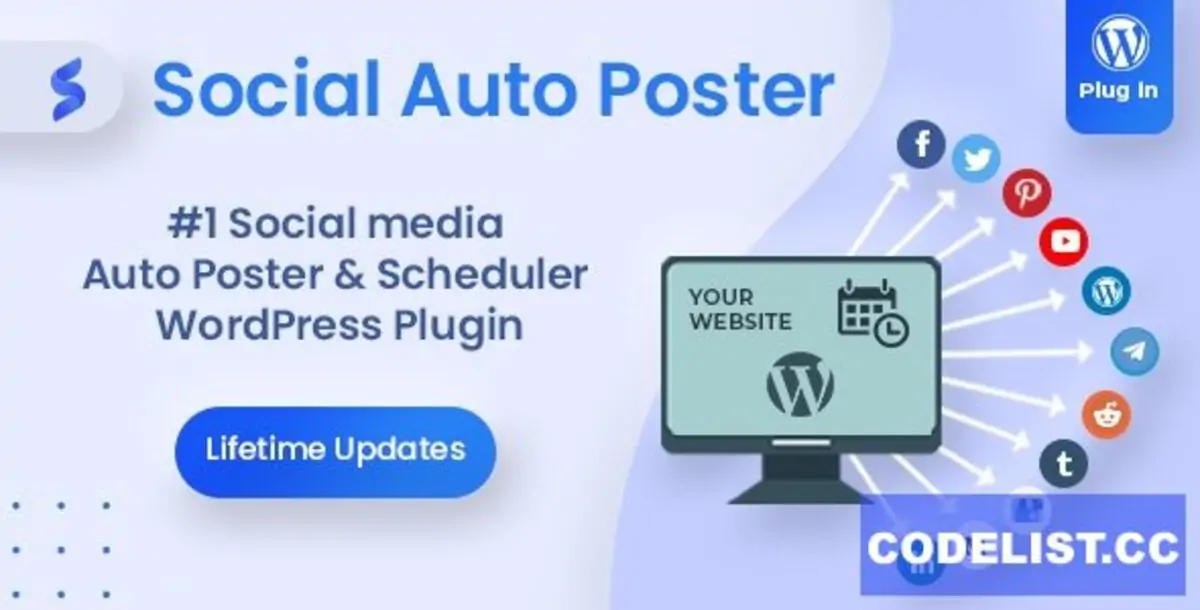 Social Auto Poster
Plug In
#1 Social media
Auto Poster & Scheduler
WordPress Plugin
YOUR
WEBSITE
Lifetime Updates
CODELIST.CC